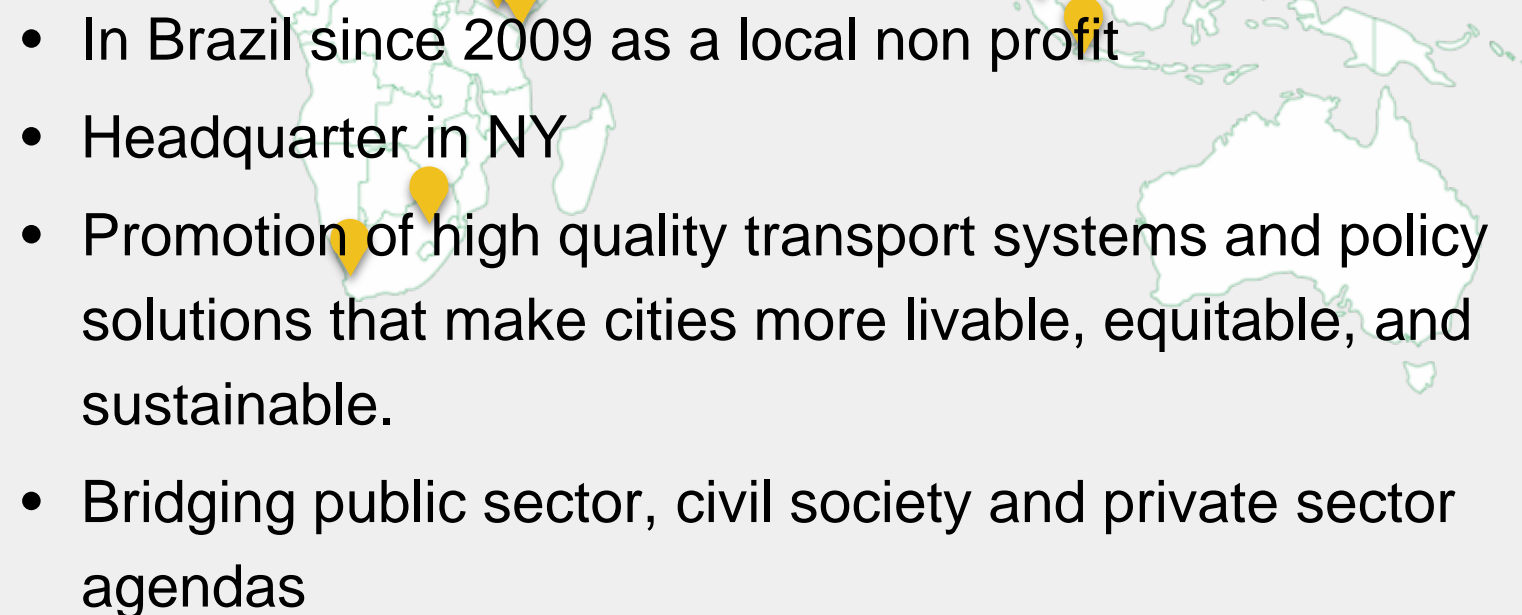 • In Brazil since 2009 as a local non profit
• Headquarter in NY
• Promotion of high quality transport systems and policy
solutions that make cities more livable, equitable, and
sustainable.
• Bridging public sector, civil society and private sector
agendas